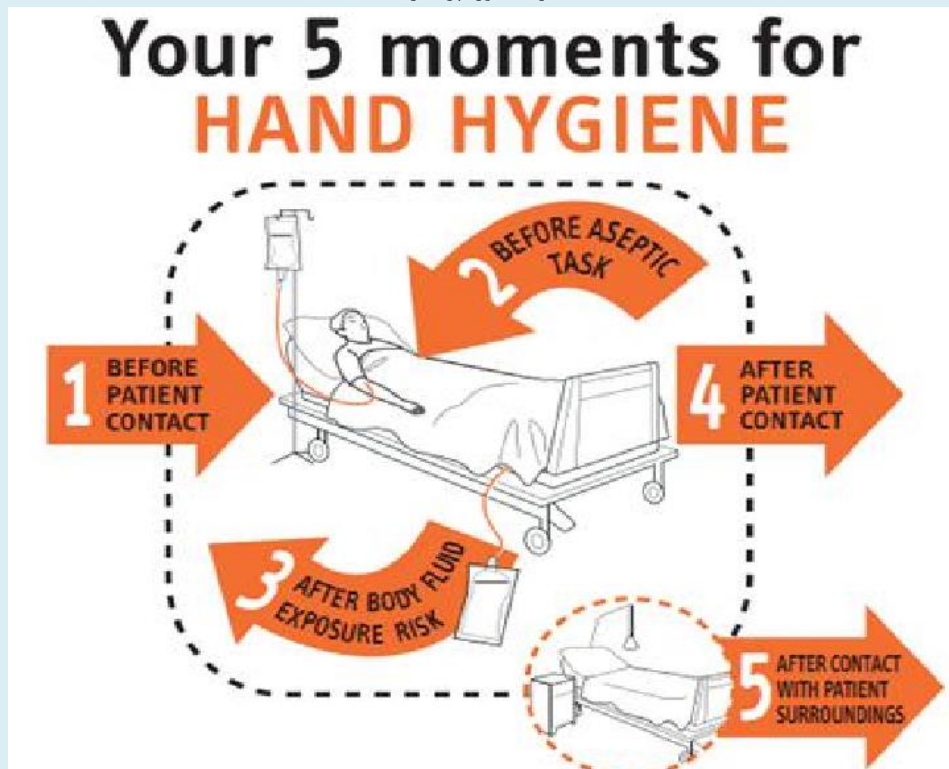 Your 5 moments for
HAND HYGIENE
1
BEFORE
PATIENT
CONTACT
2
BEFORE ASEPTIC
TASK
3
AFTER BODY FLUID
EXPOSURE RISK
4
AFTER
PATIENT
CONTACT
5
AFTER CONTACT
WITH PATIENT
SURROUNDINGS